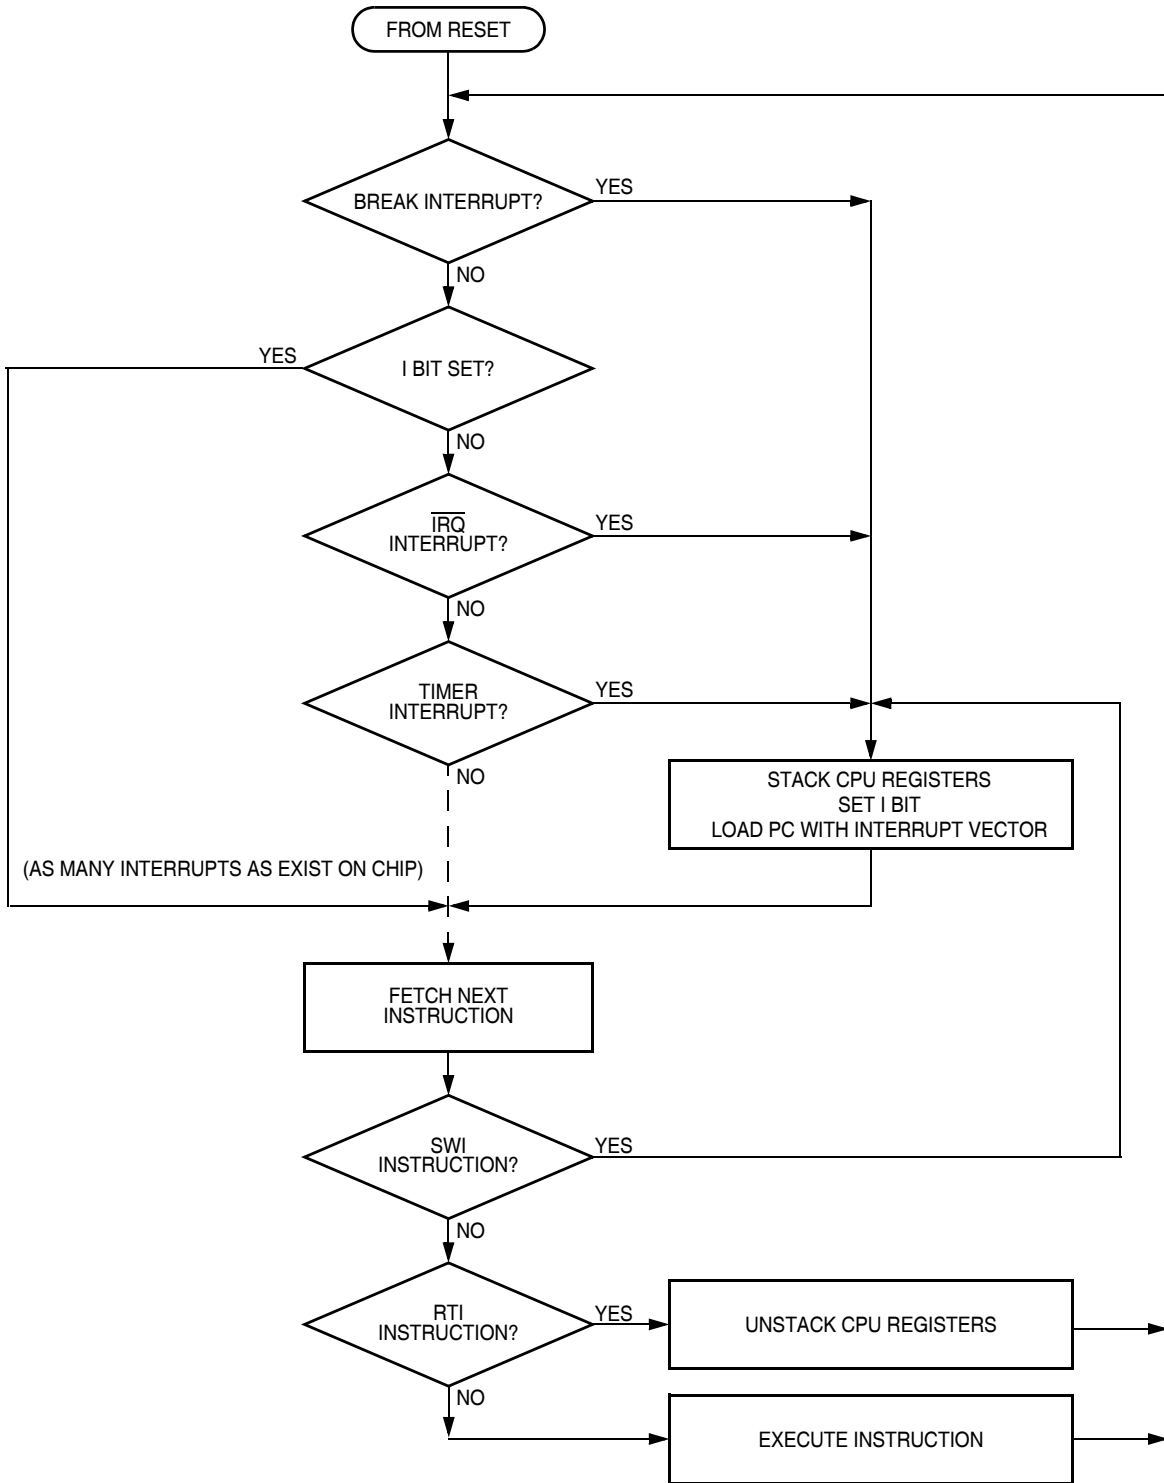 FROM RESET
BREAK INTERRUPT?
YES
NO
YES
I BIT SET?
NO
IRQ
INTERRUPT?
YES
NO
TIMER
INTERRUPT?
YES
NO
STACK CPU REGISTERS
SET I BIT
LOAD PC WITH INTERRUPT VECTOR
(AS MANY INTERRUPTS AS EXIST ON CHIP)
FETCH NEXT
INSTRUCTION
SWI
INSTRUCTION?
YES
NO
RTI
INSTRUCTION?
YES
UNSTACK CPU REGISTERS
NO
EXECUTE INSTRUCTION